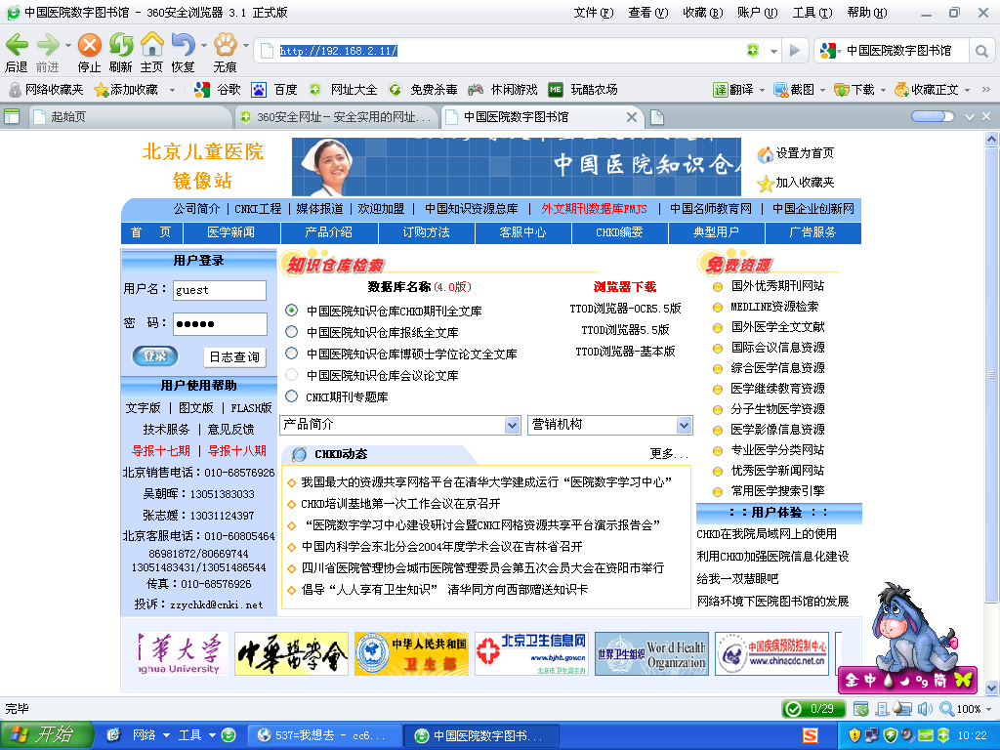 中国医院数字图书馆 - 360安全浏览器 3.1 正式版
文件(F) 查看(V) 收藏(B) 账户(U) 工具(T) 帮助(H)
http://192.168.2.11/
中国医院数字图书馆
后退 前进 停止 刷新 主页 恢复 无痕
网络收藏夹 添加收藏 谷歌 百度 网址大全 免费杀毒 休闲游戏 玩酷农场 翻译 截图 下载 收藏正文
起始页 360安全网址－安全实用的网址... 中国医院数字图书馆
北京儿童医院
镜像站
设置为首页
加入收藏夹
公司简介 | CNKI工程 | 媒体报道 | 欢迎加盟 | 中国知识资源总库 | 外文期刊数据库FMJS | 中国名师教育网 | 中国企业创新网
首 页 医学新闻 产品介绍 订购方法 客服中心 CHKD编委 典型用户 广告服务
用户登录
用户名： guest
密 码： ●●●●●
登录 日志查询
用户使用帮助
文字版 | 图文版 | FLASH版
技术服务 | 意见反馈
导报十七期 | 导报十八期
北京销售电话：010-68576926
吴朝晖：13051383033
张志媛：13031124397
北京客服电话：010-60805464
86981872/80669744
13051483431/13051486544
传真：010-68576926
投诉：zzychkd@cnki.net
知识仓库检索
数据库名称(4.0版)
中国医院知识仓库CHKD期刊全文库
中国医院知识仓库报纸全文库
中国医院知识仓库博硕士学位论文全文库
中国医院知识仓库会议论文库
CNKI期刊专题库
浏览器下载
TTOD浏览器-OCR5.5版
TTOD浏览器5.5版
TTOD浏览器-基本版
产品简介 营销机构
CHKD动态 更多...
我国最大的资源共享网格平台在清华大学建成运行“医院数字学习中心”
CHKD培训基地第一次工作会议在京召开
“医院数字学习中心建设研讨会暨CNKI网格资源共享平台演示报告会”
中国内科学会东北分会2004年度学术会议在吉林省召开
四川省医院管理协会城市医院管理委员会第五次会员大会在资阳市举行
倡导“人人享有卫生知识” 清华同方向西部赠送知识卡
免费资源
国外优秀期刊网站
MEDLINE资源检索
国外医学全文文献
国际会议信息资源
综合医学信息资源
医学继续教育资源
分子生物医学资源
医学影像信息资源
专业医学分类网站
优秀医学新闻网站
常用医学搜索引擎
：：用户体验 ：：
CHKD在我院局域网上的使用
利用CHKD加强医院信息化建设
给我一双慧眼吧
网络环境下医院图书馆的发展
中国医院知识仓
华大学
University
中华医学会
中华人民共和国
卫生部
北京卫生信息网
www.bjhb.gov.cn
世界卫生组织 World Health Organization
中国疾病预防控制中心
www.chinacdc.net.cn
全 中 简
完毕 0/29 100%
开始 网络 工具 537=我想去 - cc6... 中国医院数字图书... 10:22